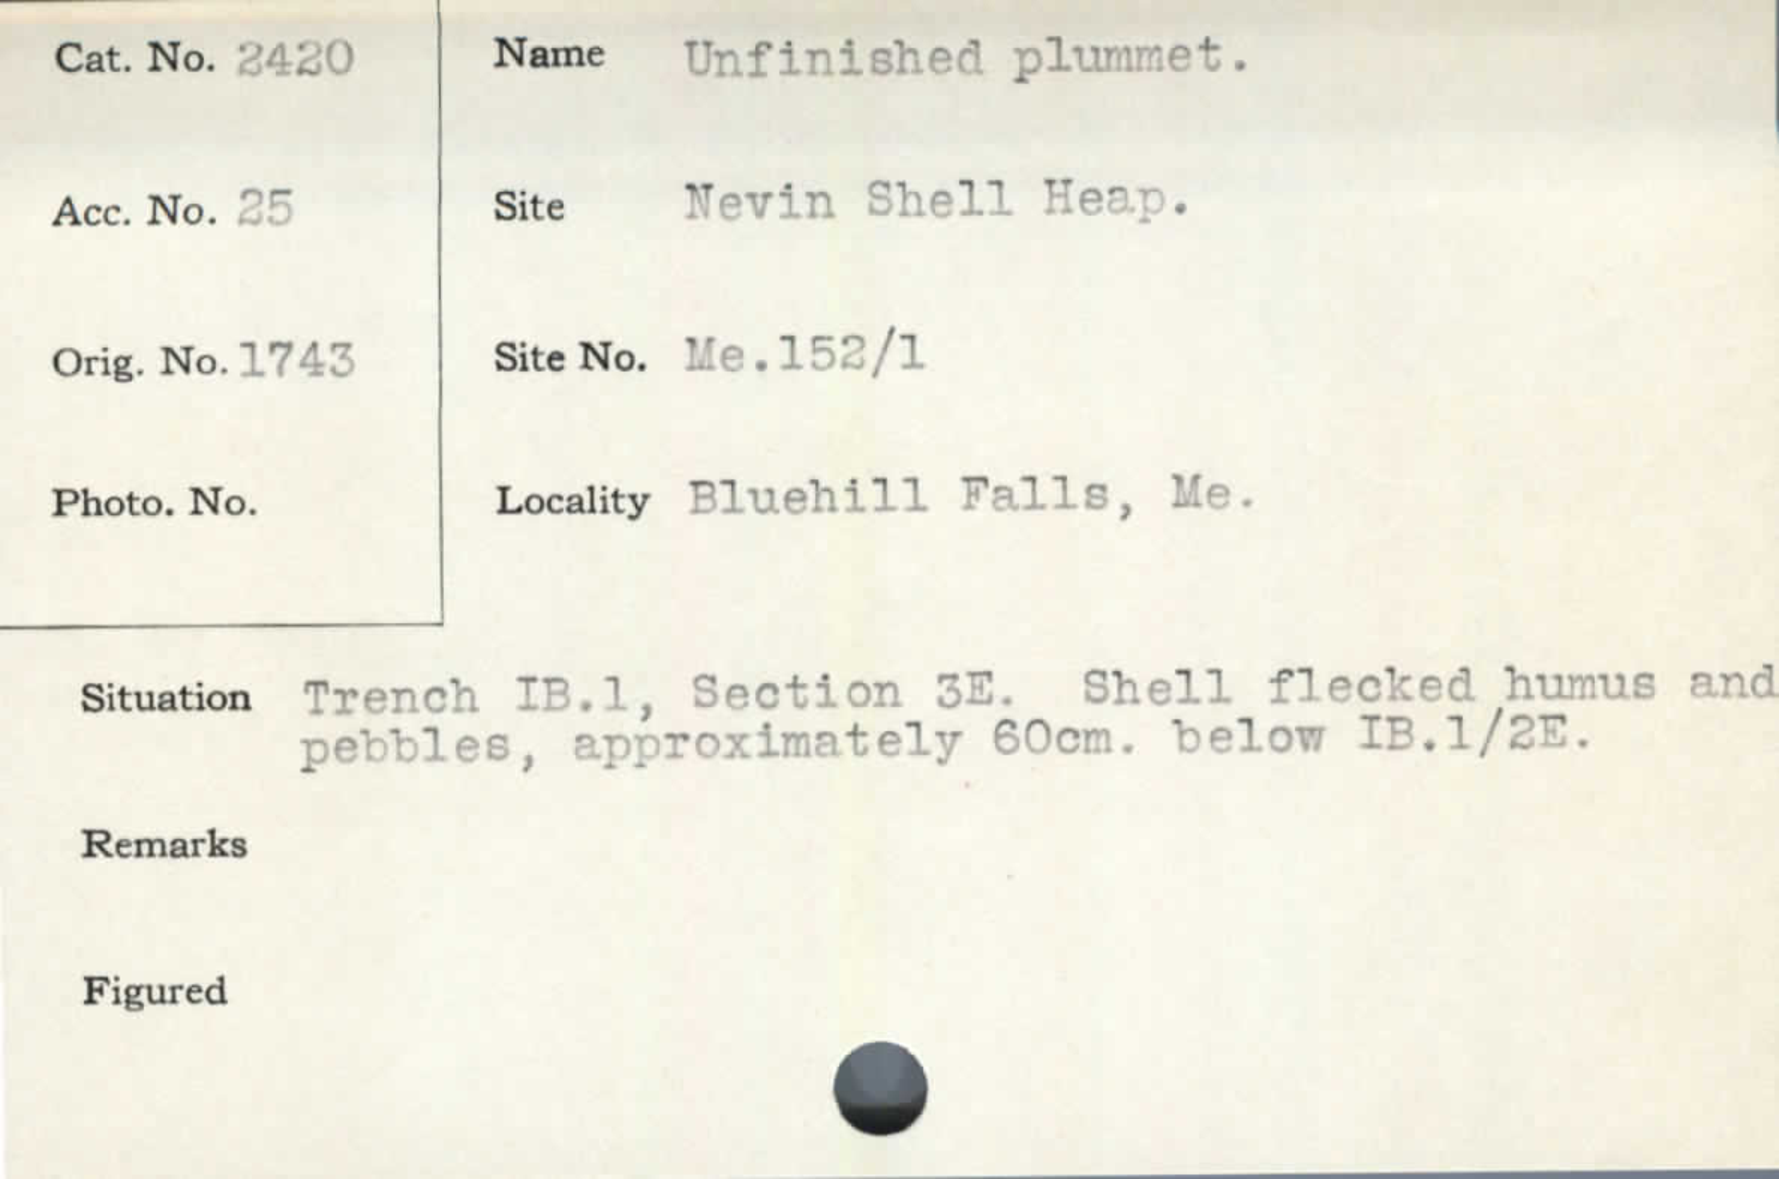 Cat. No. 2420
Name Unfinished plummet.
Acc. No. 25
Site Nevin Shell Heap.
Orig. No. 1743
Site No. Me.152/1
Photo. No.
Locality Bluehill Falls, Me.
Situation Trench IB.1, Section 3E. Shell flecked humus and
pebbles, approximately 60cm. below IB.1/2E.
Remarks
Figured